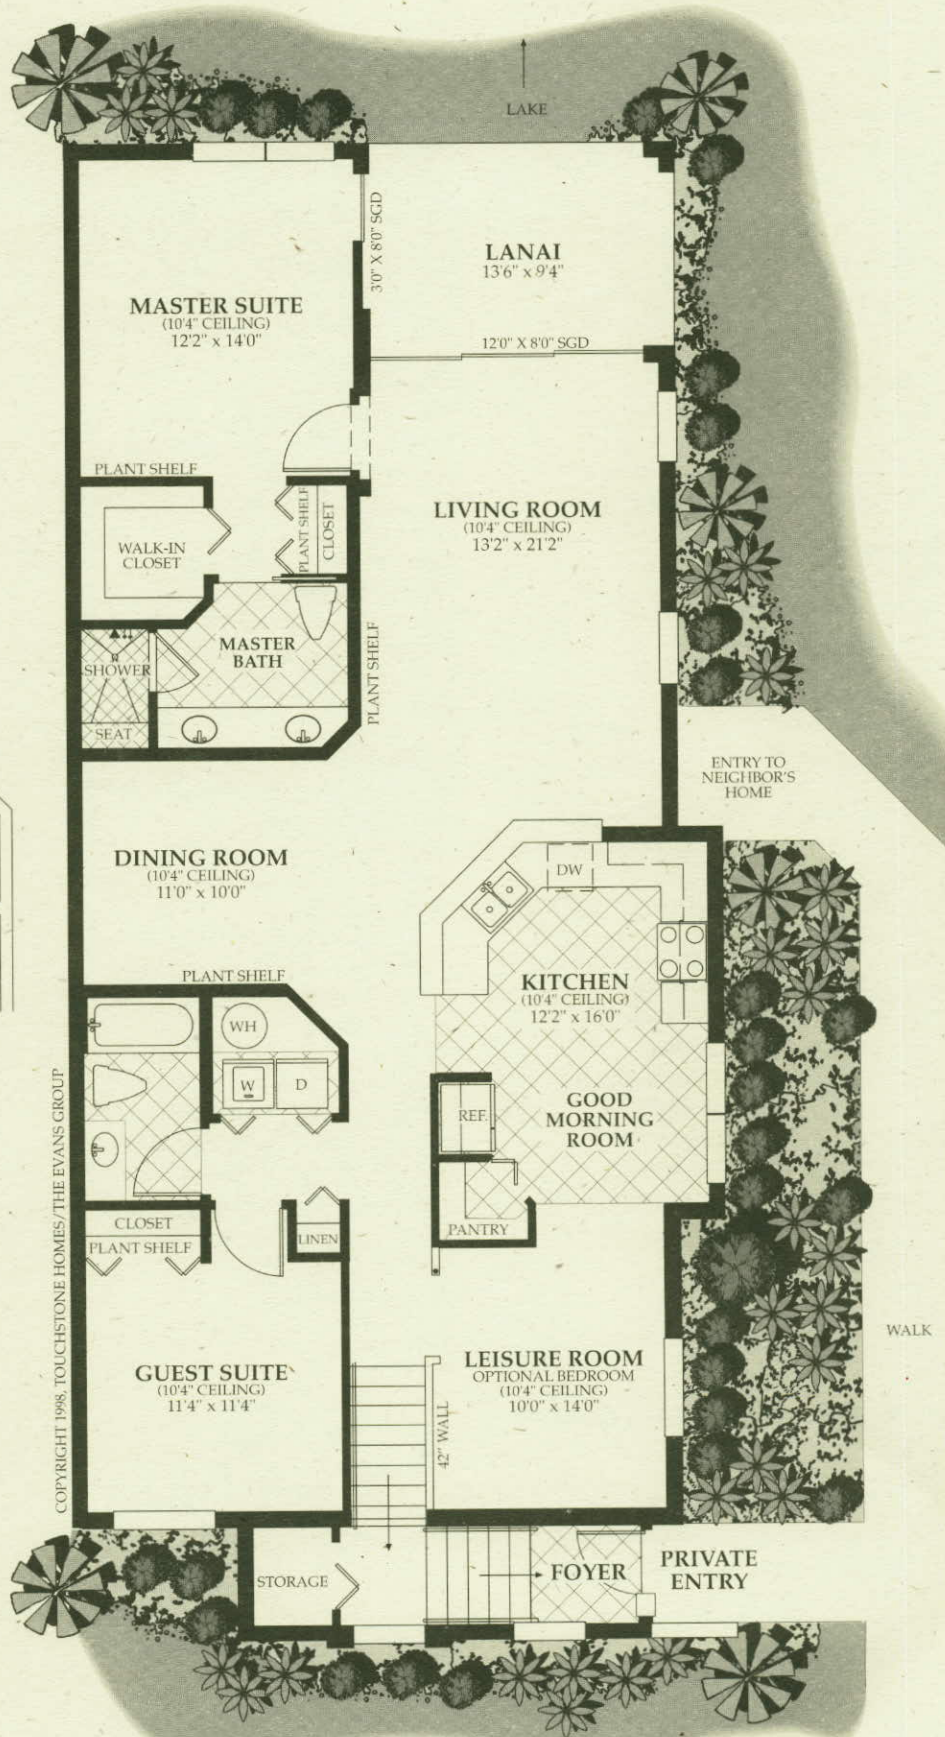 LAKE
3'0" X 8'0" SGD
LANAI
13'6" x 9'4"
12'0" X 8'0" SGD
MASTER SUITE
(10'4" CEILING)
12'2" x 14'0"
PLANT SHELF
WALK-IN
CLOSET
PLANT SHELF
CLOSET
LIVING ROOM
(10'4" CEILING)
13'2" x 21'2"
MASTER
BATH
SHOWER
SEAT
PLANT SHELF
ENTRY TO
NEIGHBOR'S
HOME
DINING ROOM
(10'4" CEILING)
11'0" x 10'0"
PLANT SHELF
DW
KITCHEN
(10'4" CEILING)
12'2" x 16'0"
WH
W
D
REF.
GOOD
MORNING
ROOM
PANTRY
CLOSET
PLANT SHELF
LINEN
GUEST SUITE
(10'4" CEILING)
11'4" x 11'4"
42" WALL
LEISURE ROOM
OPTIONAL BEDROOM
(10'4" CEILING)
10'0" x 14'0"
WALK
STORAGE
FOYER
PRIVATE
ENTRY
COPYRIGHT 1998, TOUCHSTONE HOMES/THE EVANS GROUP